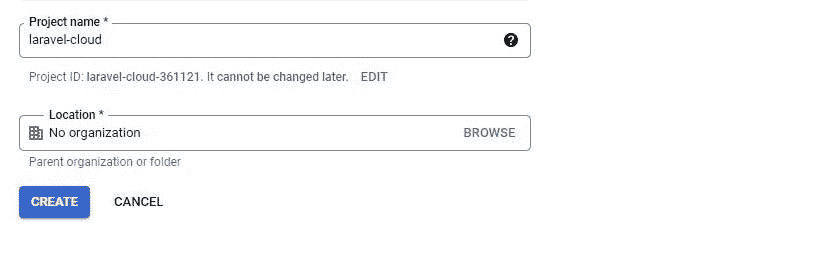 Project name *
laravel-cloud
Project ID: laravel-cloud-361121. It cannot be changed later. EDIT
Location *
No organization BROWSE
Parent organization or folder
CREATE CANCEL